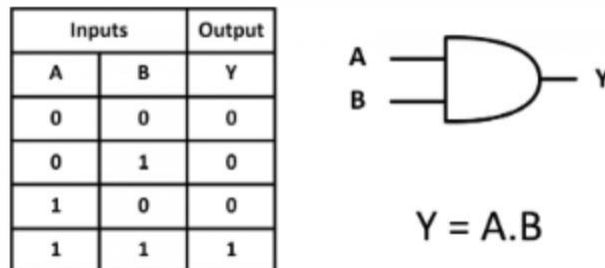 Inputs Output
A B Y
0 0 0
0 1 0
1 0 0
1 1 1
A
B
Y
Y = A.B